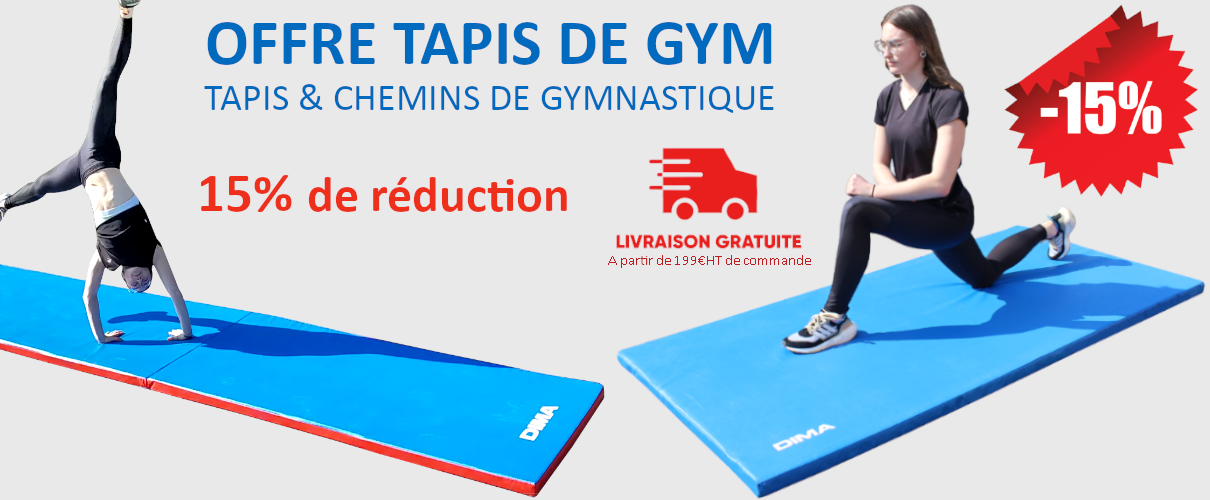 OFFRE TAPIS DE GYM
TAPIS & CHEMINS DE GYMNASTIQUE
-15%
15% de réduction
LIVRAISON GRATUITE
A partir de 199€HT de commande
DIMA
DIMA